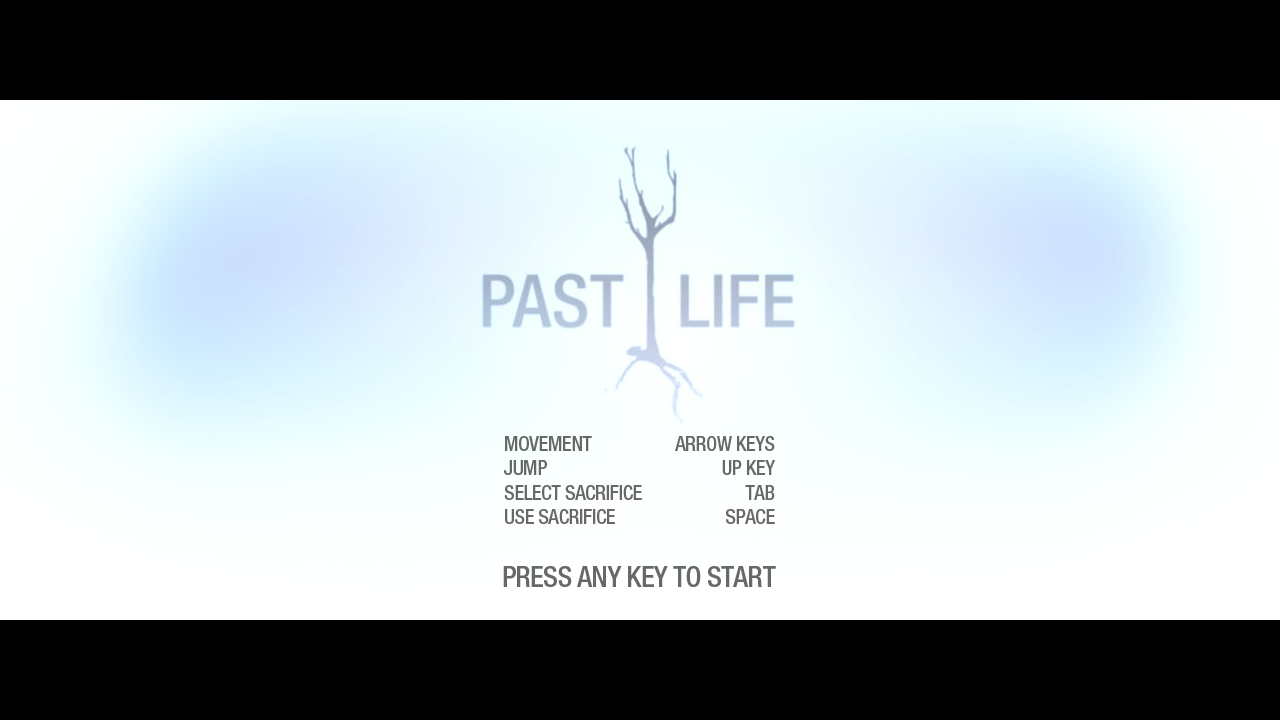 PAST LIFE
MOVEMENT ARROW KEYS
JUMP UP KEY
SELECT SACRIFICE TAB
USE SACRIFICE SPACE
PRESS ANY KEY TO START